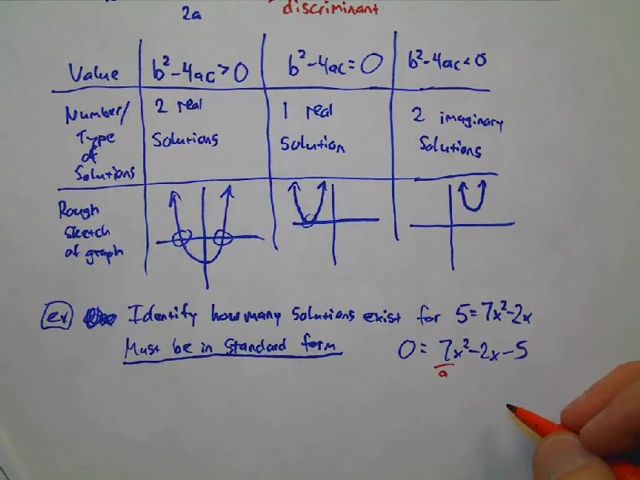 2a
discriminant
Value b²-4ac>0 b²-4ac=0 b²-4ac<0
Number/ 2 real 1 real 2 imaginary
Type Solutions Solution Solutions
of
Solutions
Rough
sketch
of graph
ex Identify how many solutions exist for 5=7x²-2x
Must be in standard form 0=7x²-2x-5
a